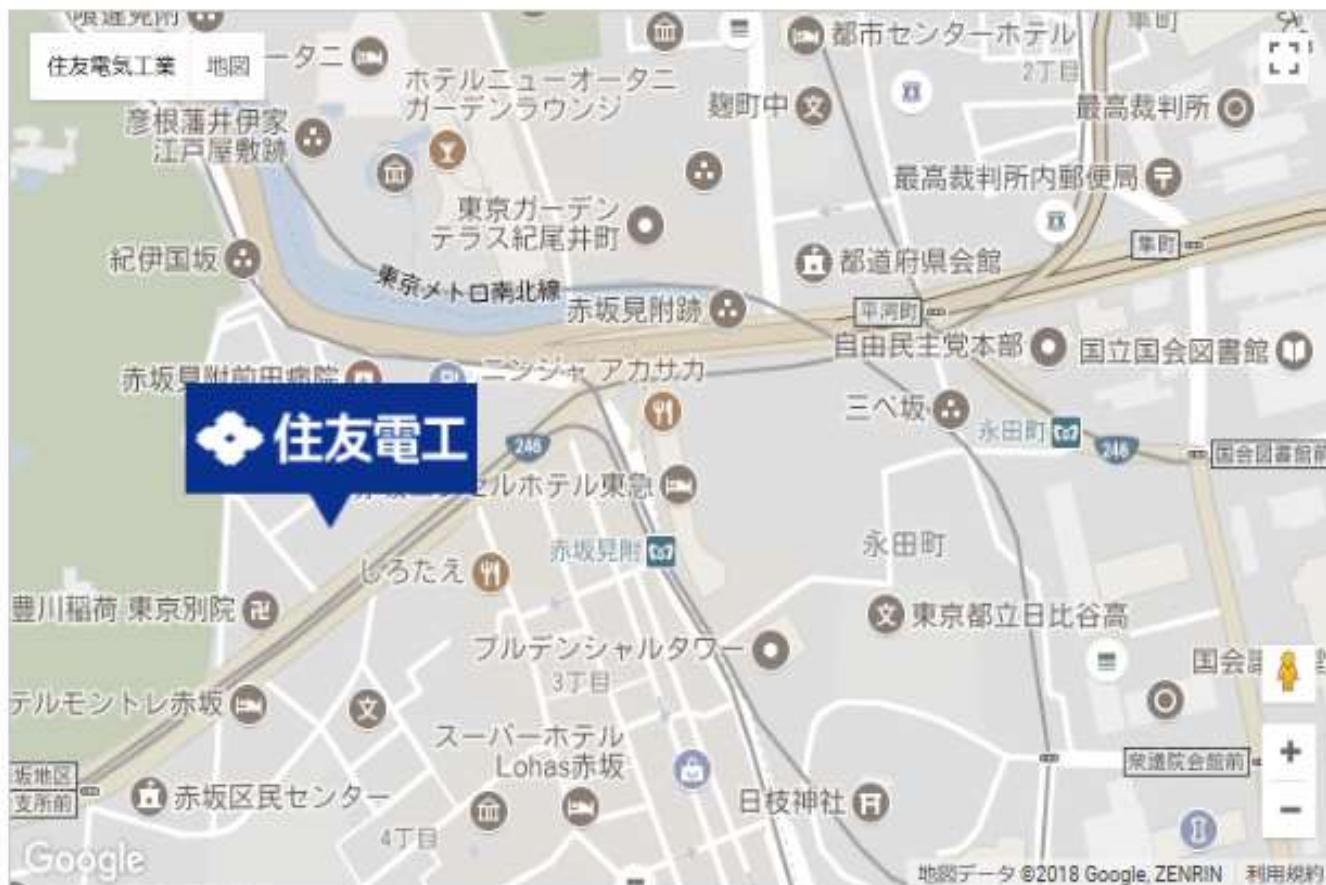 喰違見附
住友電気工業
地図
ータニ
ホテルニューオータニ
ガーデンラウンジ
都市センターホテル
隼町
2丁目
彦根藩井伊家
江戸屋敷跡
麹町中
最高裁判所
最高裁判所内郵便局
東京ガーデン
テラス紀尾井町
紀伊国坂
都道府県会館
隼町
東京メトロ南北線
赤坂見附跡
平河町
自由民主党本部
国立国会図書館
赤坂見附前田病院
ニンジャ アカサカ
三べ坂
永田町
246
国会図書館前
住友電工
246
セルホテル東急
赤坂見附
永田町
しろたえ
豊川稲荷 東京別院
東京都立日比谷高
プルデンシャルタワー
3丁目
国会議
テルモントレ赤坂
スーパーホテル
Lohas赤坂
衆議院会館前
坂地区
支所前
赤坂区民センター
日枝神社
4丁目
Google
地図データ ©2018 Google, ZENRIN
利用規約